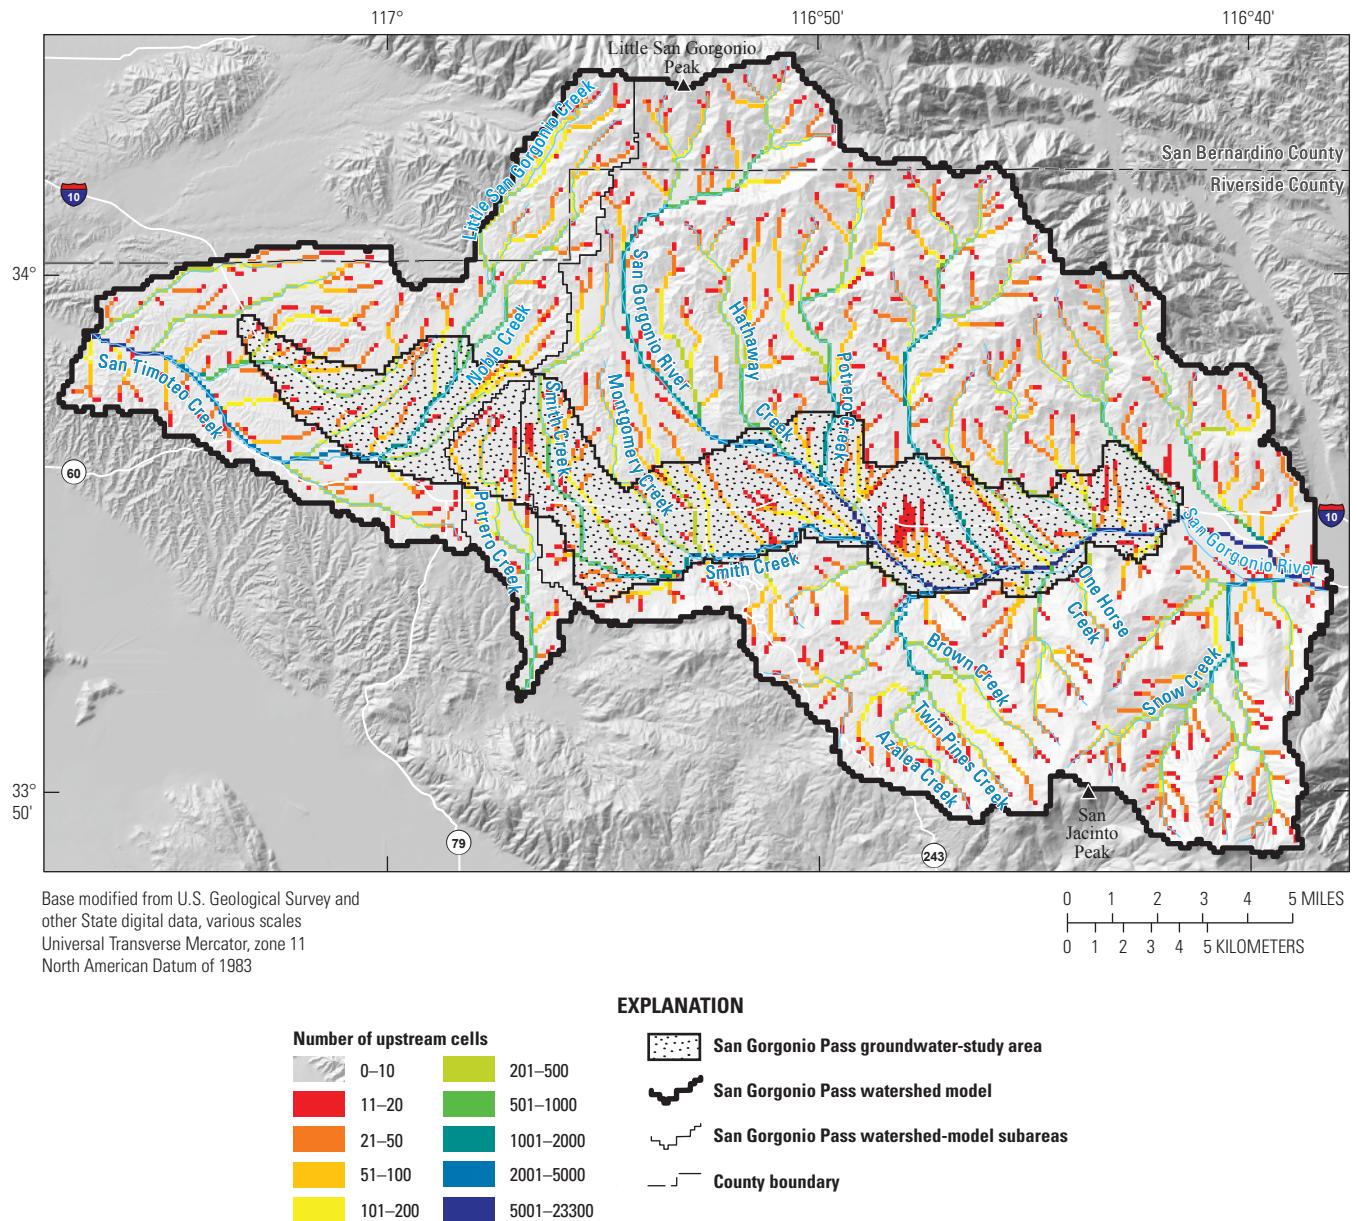 117°
116°50'
116°40'
Little San Gorgonio
Peak
Little San Gorgonio Creek
San Bernardino County
Riverside County
10
34°
San Gorgonio River
Hathaway
Creek
Noble Creek
Potrero Creek
San Timoteo Creek
Smith Creek
Montgomery
Creek
60
Potrero Creek
10
San Gorgonio River
Smith Creek
One Horse
Creek
Brown Creek
Snow Creek
Twin Pines Creek
Azalea Creek
33°
50'
San
Jacinto
Peak
79
243
Base modified from U.S. Geological Survey and
other State digital data, various scales
Universal Transverse Mercator, zone 11
North American Datum of 1983
0 1 2 3 4 5 MILES
0 1 2 3 4 5 KILOMETERS
EXPLANATION
Number of upstream cells
0–10
11–20
21–50
51–100
101–200
201–500
501–1000
1001–2000
2001–5000
5001–23300
San Gorgonio Pass groundwater-study area
San Gorgonio Pass watershed model
San Gorgonio Pass watershed-model subareas
County boundary